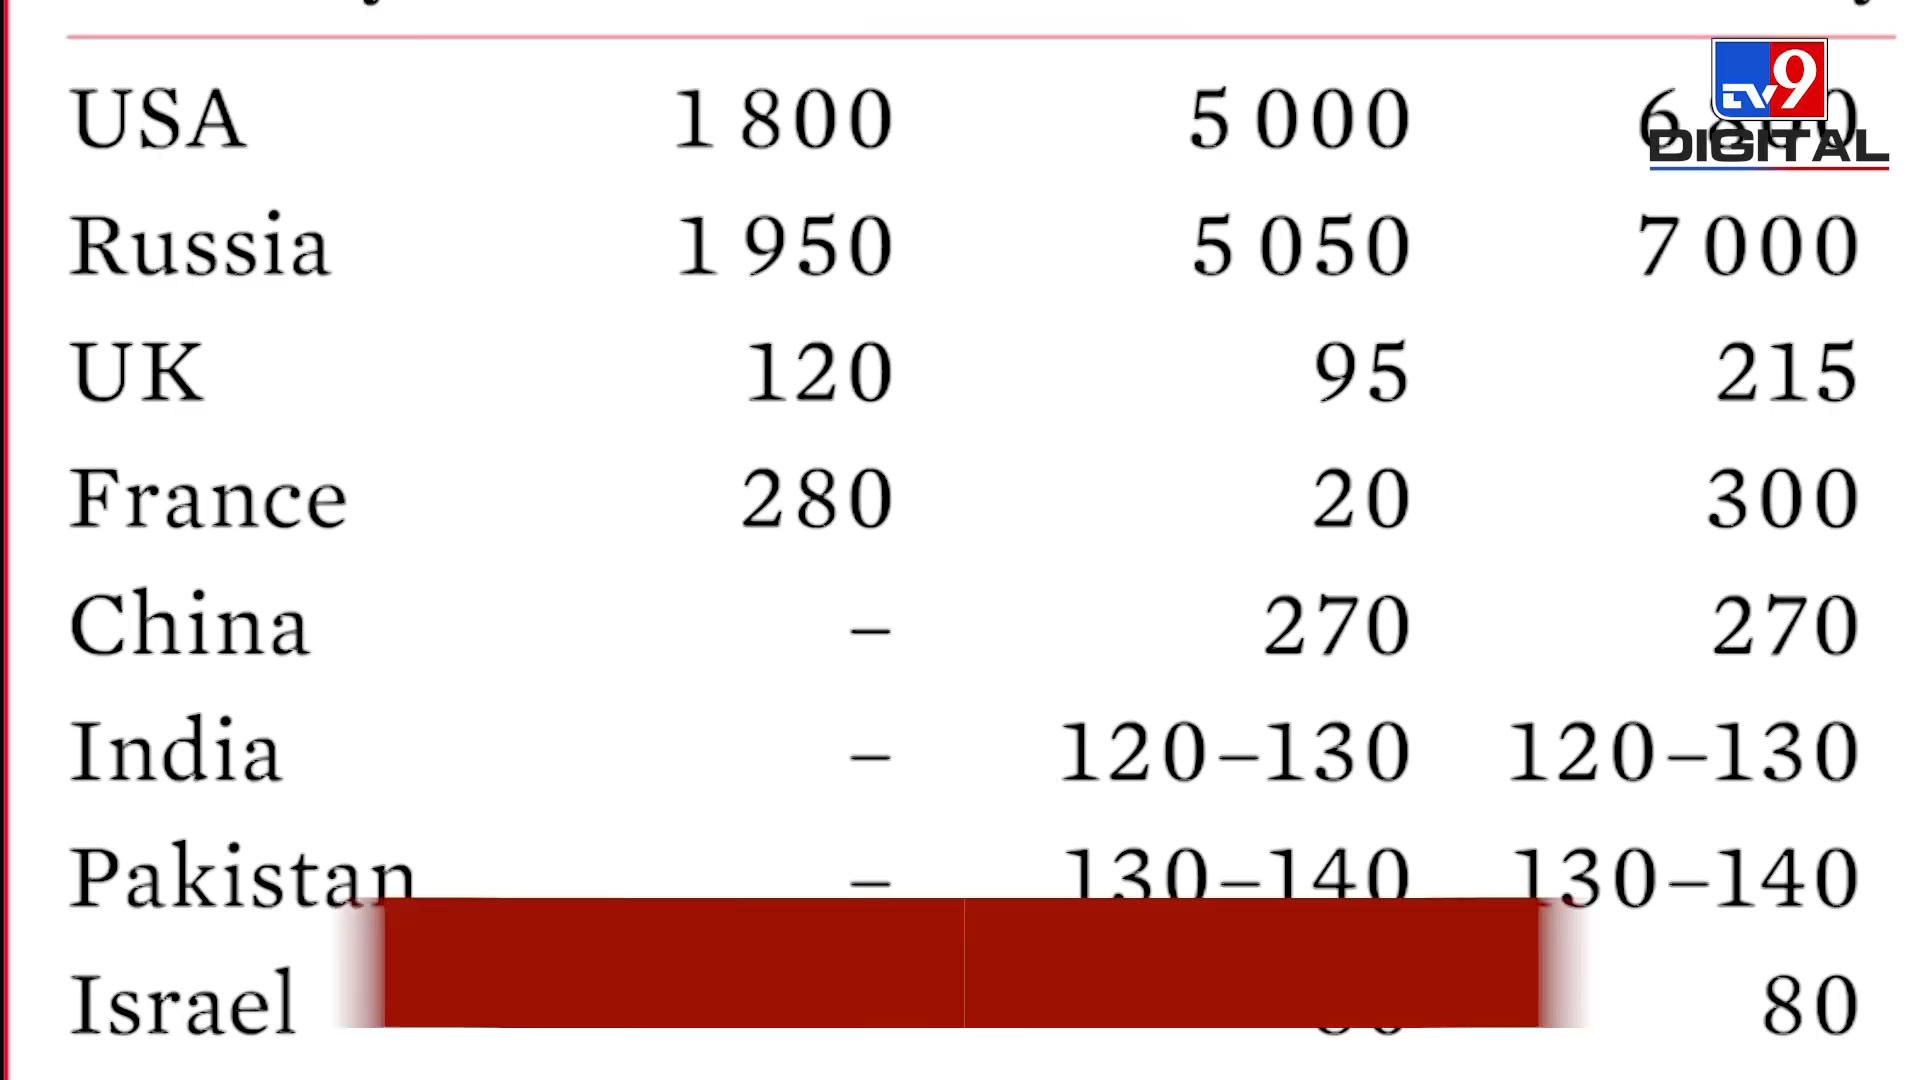 TV9
DIGITAL
USA 1 800 5 000
Russia 1 950 5 050 7 000
UK 120 95 215
France 280 20 300
China – 270 270
India – 120–130 120–130
Pakistan – 130–140 130–140
Israel 80